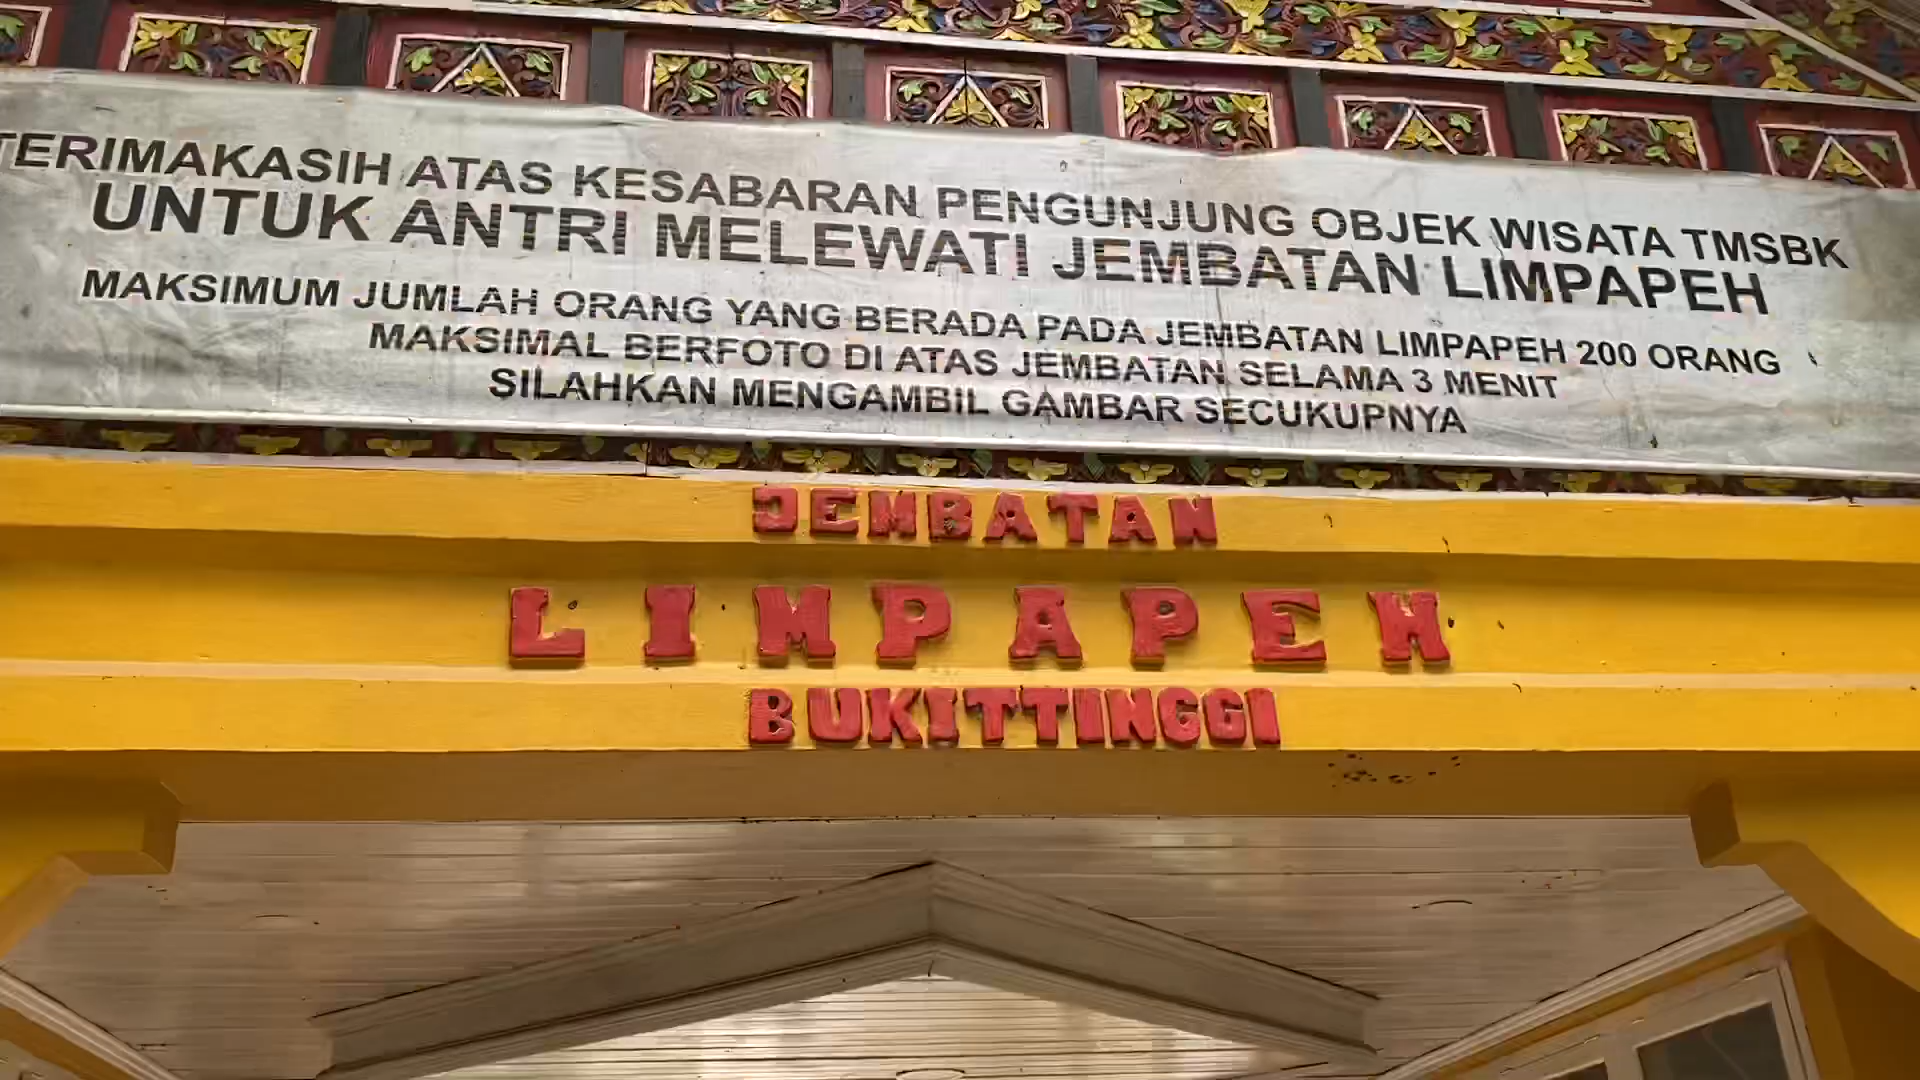 TERIMAKASIH ATAS KESABARAN PENGUNJUNG OBJEK WISATA TMSBK
UNTUK ANTRI MELEWATI JEMBATAN LIMPAPEH
MAKSIMUM JUMLAH ORANG YANG BERADA PADA JEMBATAN LIMPAPEH 200 ORANG
MAKSIMAL BERFOTO DI ATAS JEMBATAN SELAMA 3 MENIT
SILAHKAN MENGAMBIL GAMBAR SECUKUPNYA
JEMBATAN
LIMPAPEH
BUKITTINGGI